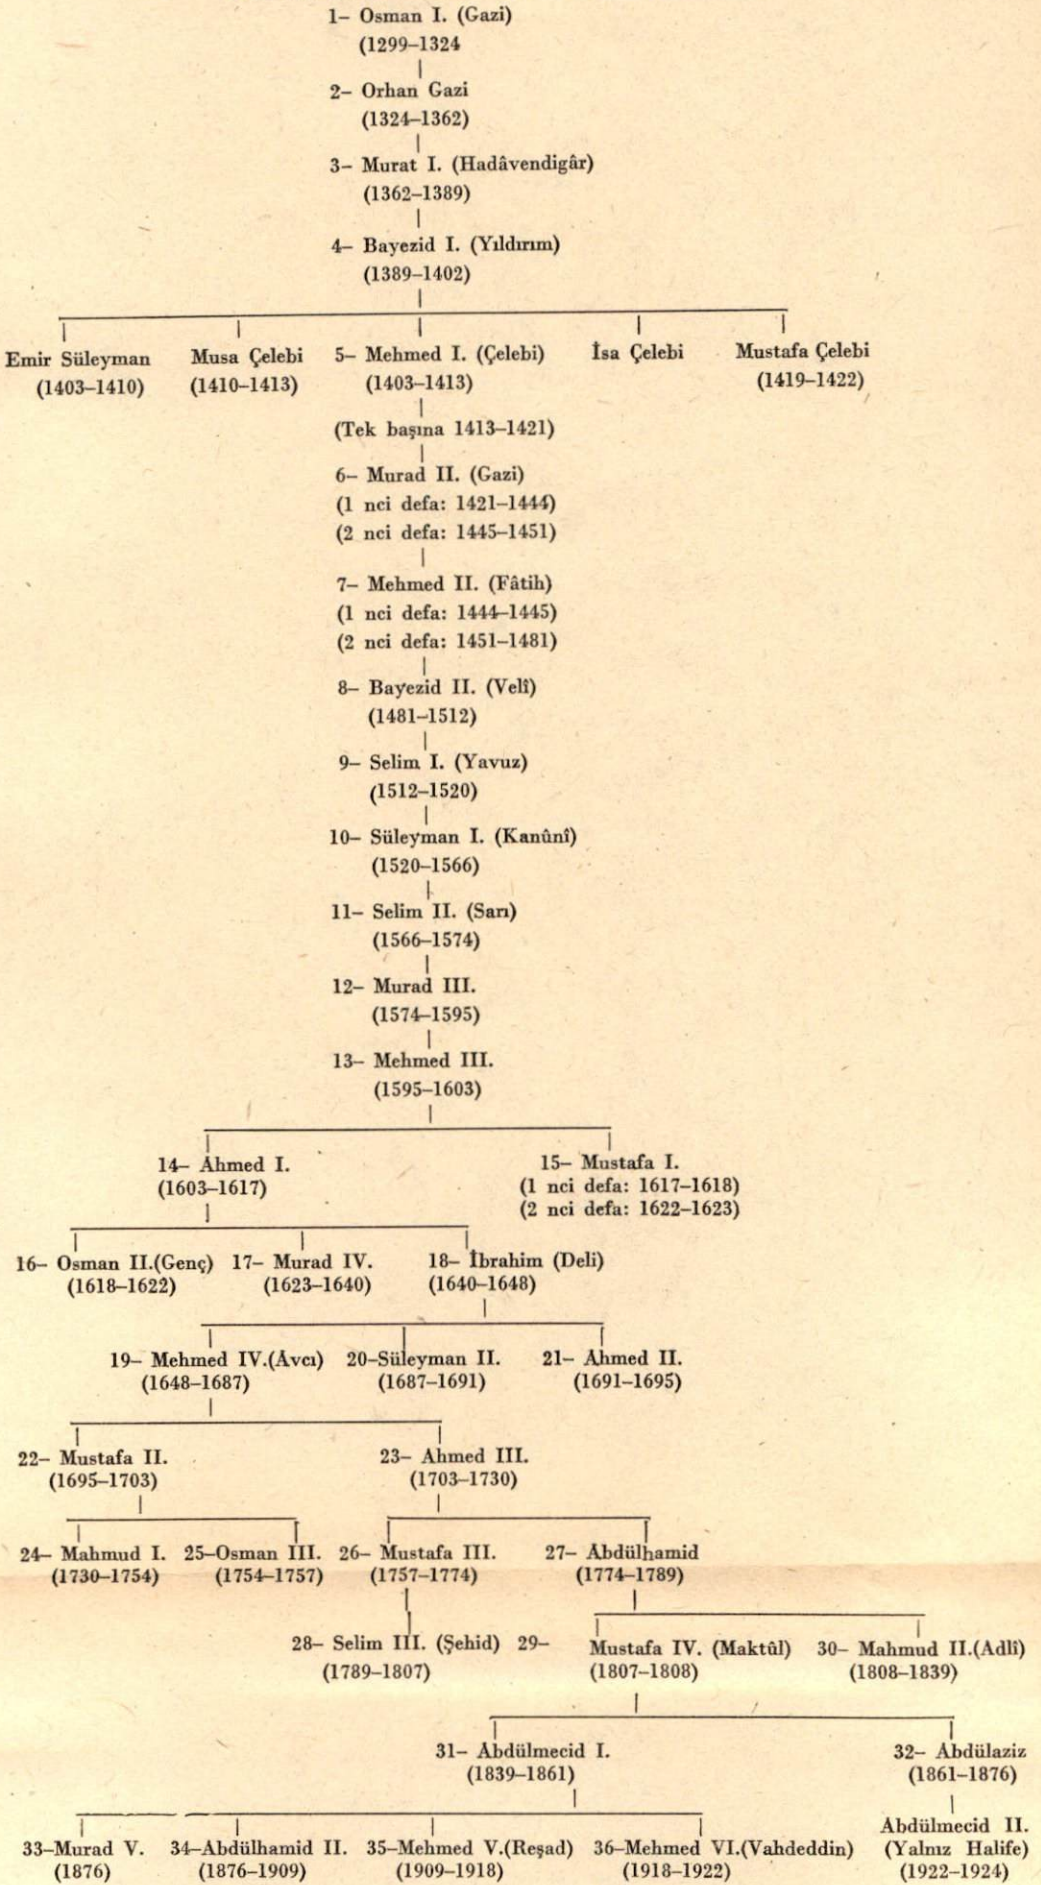 1– Osman I. (Gazi)
(1299–1324
2– Orhan Gazi
(1324–1362)
3– Murat I. (Hadâvendigâr)
(1362–1389)
4– Bayezid I. (Yıldırım)
(1389–1402)
Emir Süleyman Musa Çelebi 5– Mehmed I. (Çelebi) İsa Çelebi Mustafa Çelebi
(1403–1410) (1410–1413) (1403–1413) (1419–1422)
(Tek başına 1413–1421)
6– Murad II. (Gazi)
(1 nci defa: 1421–1444)
(2 nci defa: 1445–1451)
7– Mehmed II. (Fâtih)
(1 nci defa: 1444–1445)
(2 nci defa: 1451–1481)
8– Bayezid II. (Velî)
(1481–1512)
9– Selim I. (Yavuz)
(1512–1520)
10– Süleyman I. (Kanûnî)
(1520–1566)
11– Selim II. (Sarı)
(1566–1574)
12– Murad III.
(1574–1595)
13– Mehmed III.
(1595–1603)
14– Ahmed I. 15– Mustafa I.
(1603–1617) (1 nci defa: 1617–1618)
(2 nci defa: 1622–1623)
16– Osman II.(Genç) 17– Murad IV. 18– İbrahim (Deli)
(1618–1622) (1623–1640) (1640–1648)
19– Mehmed IV.(Avcı) 20–Süleyman II. 21– Ahmed II.
(1648–1687) (1687–1691) (1691–1695)
22– Mustafa II. 23– Ahmed III.
(1695–1703) (1703–1730)
24– Mahmud I. 25–Osman III. 26– Mustafa III. 27– Abdülhamid
(1730–1754) (1754–1757) (1757–1774) (1774–1789)
28– Selim III. (Şehid) 29– Mustafa IV. (Maktûl) 30– Mahmud II.(Adlî)
(1789–1807) (1807–1808) (1808–1839)
31– Abdülmecid I. 32– Abdülaziz
(1839–1861) (1861–1876)
33–Murad V. 34–Abdülhamid II. 35–Mehmed V.(Reşad) 36–Mehmed VI.(Vahdeddin) Abdülmecid II.
(1876) (1876–1909) (1909–1918) (1918–1922) (Yalnız Halife)
(1922–1924)